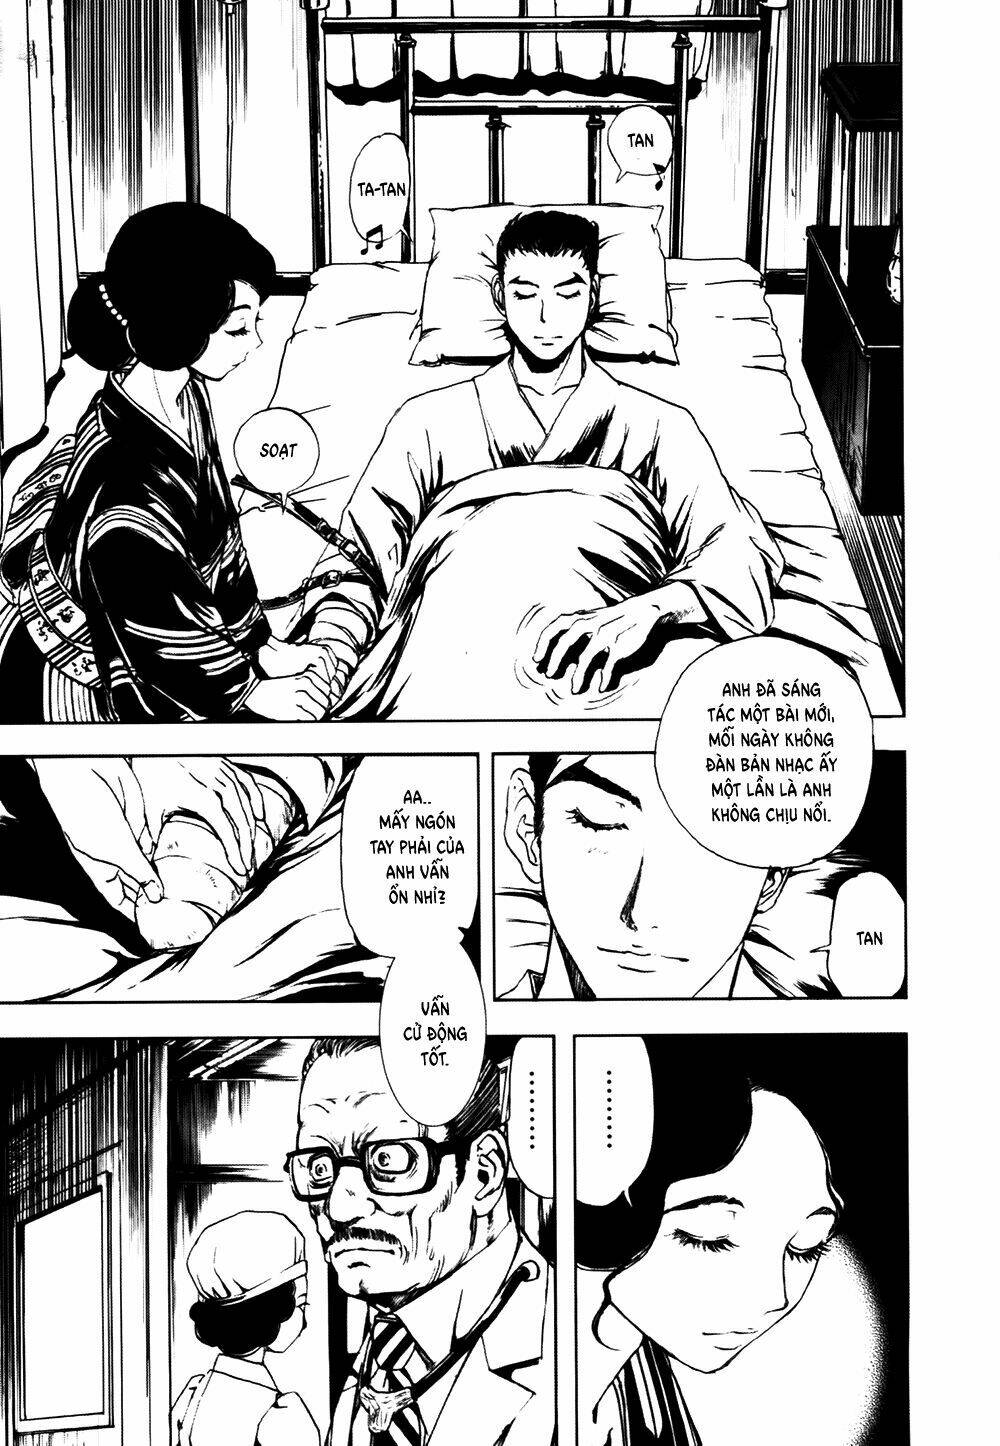 TAN
TA-TAN
SOẠT
ANH ĐÃ SÁNG
TÁC MỘT BÀI MỚI,
MỖI NGÀY KHÔNG
ĐÀN BẢN NHẠC ẤY
MỘT LẦN LÀ ANH
KHÔNG CHỊU NỔI.
TAN
AA..
MẤY NGÓN
TAY PHẢI CỦA
ANH VẪN
ỔN NHỈ?
VẪN
CỬ ĐỘNG
TỐT.
.......
.......